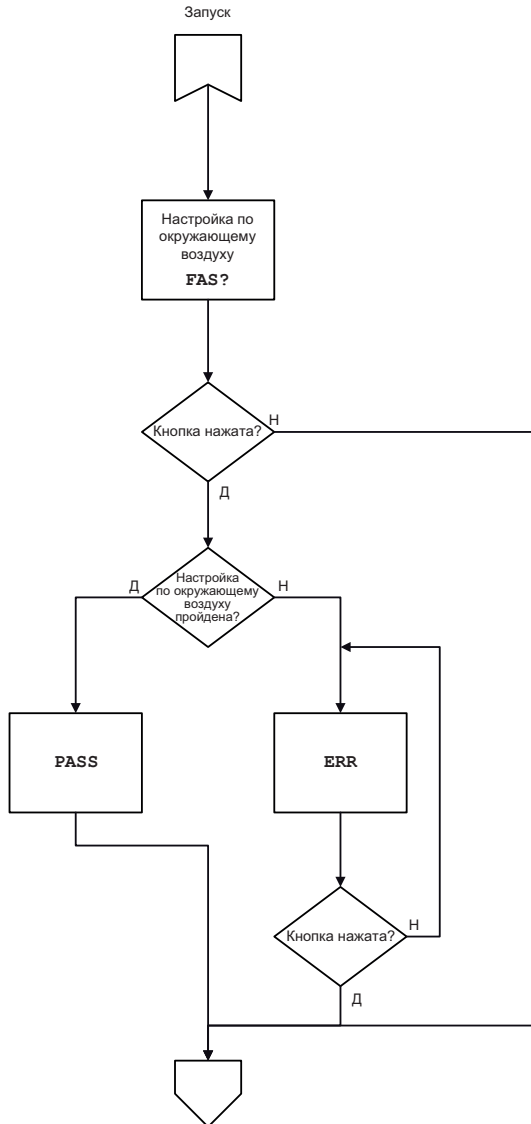 Запуск
Настройка по
окружающему
воздуху
FAS?
Кнопка нажата?
Н
Д
Настройка
по окружающему
воздуху
пройдена?
Д
Н
PASS
ERR
Кнопка нажата?
Н
Д